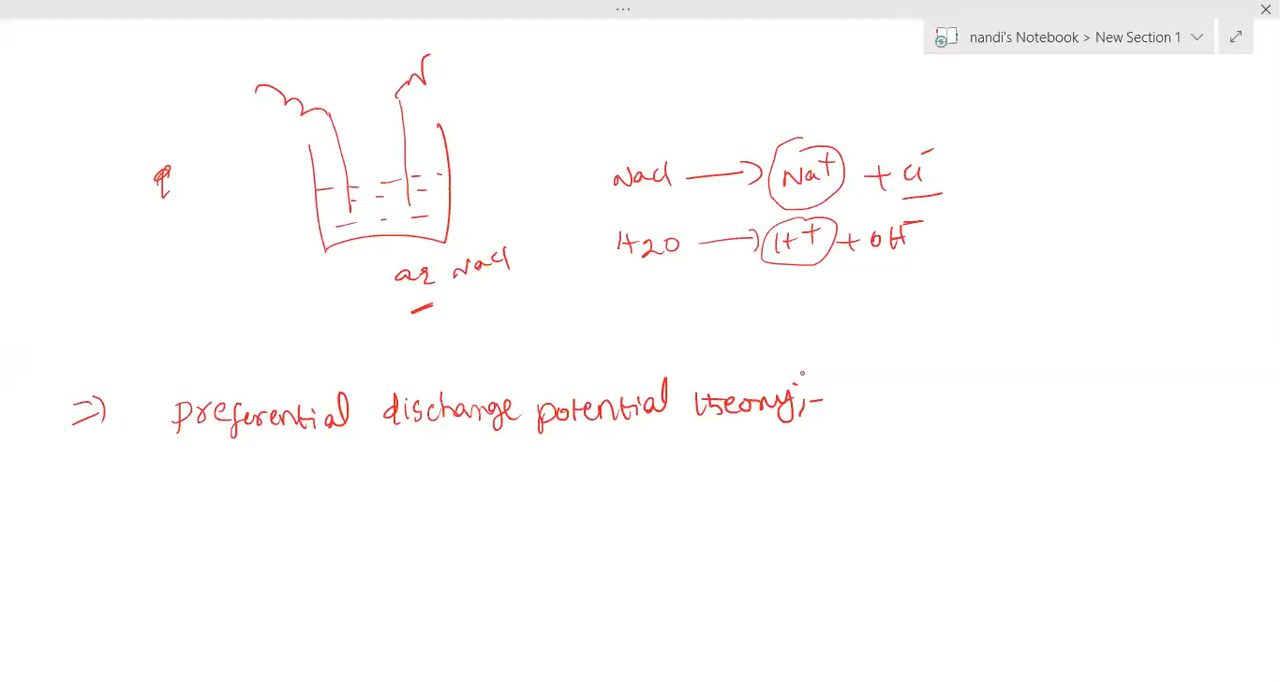 ...
nandi's Notebook > New Section 1
NaCl → Na⁺ + Cl⁻
H2O → H⁺ + OH⁻
aq NaCl
⇒ preferential discharge potential theory;-